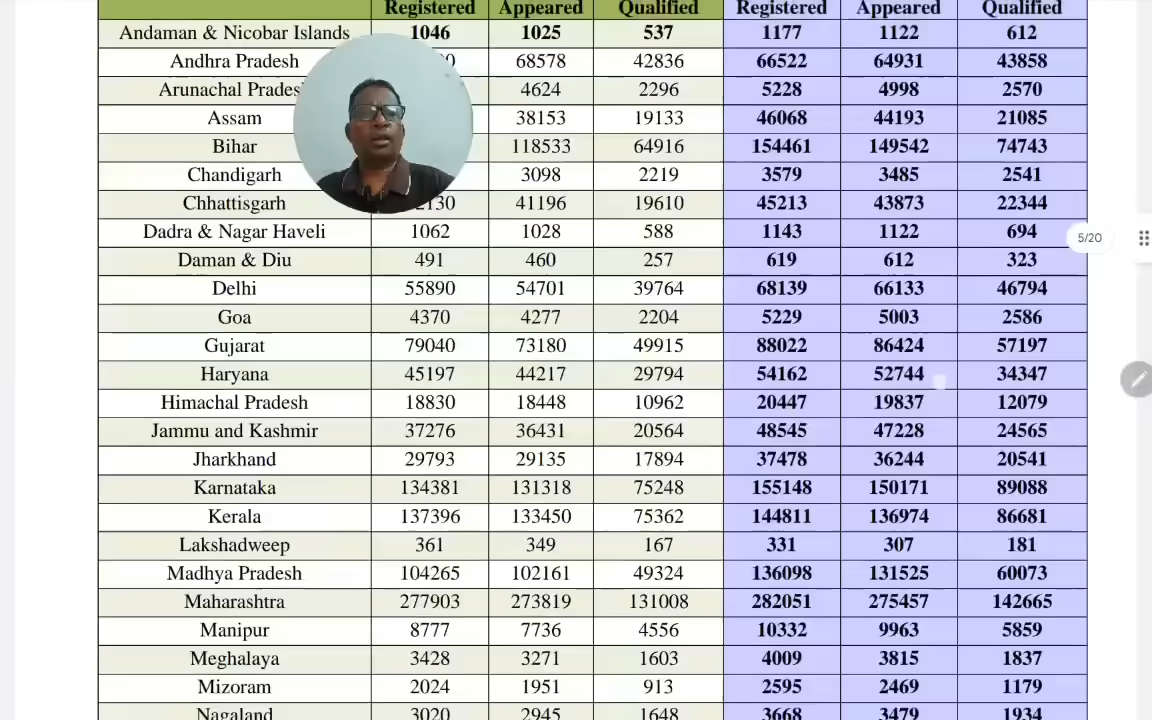 Registered Appeared Qualified Registered Appeared Qualified
Andaman & Nicobar Islands 1046 1025 537 1177 1122 612
Andhra Pradesh 68578 42836 66522 64931 43858
Arunachal 4624 2296 5228 4998 2570
Assam 38153 19133 46068 44193 21085
Bihar 118533 64916 154461 149542 74743
Chandigarh 3098 2219 3579 3485 2541
Chhattisgarh 41196 19610 45213 43873 22344
Dadra & Nagar Haveli 1062 1028 588 1143 1122 694
5/20
Daman & Diu 491 460 257 619 612 323
Delhi 55890 54701 39764 68139 66133 46794
Goa 4370 4277 2204 5229 5003 2586
Gujarat 79040 73180 49915 88022 86424 57197
Haryana 45197 44217 29794 54162 52744 34347
Himachal Pradesh 18830 18448 10962 20447 19837 12079
Jammu and Kashmir 37276 36431 20564 48545 47228 24565
Jharkhand 29793 29135 17894 37478 36244 20541
Karnataka 134381 131318 75248 155148 150171 89088
Kerala 137396 133450 75362 144811 136974 86681
Lakshadweep 361 349 167 331 307 181
Madhya Pradesh 104265 102161 49324 136098 131525 60073
Maharashtra 277903 273819 131008 282051 275457 142665
Manipur 8777 7736 4556 10332 9963 5859
Meghalaya 3428 3271 1603 4009 3815 1837
Mizoram 2024 1951 913 2595 2469 1179
Nagaland 3020 2945 1648 3668 3479 1934